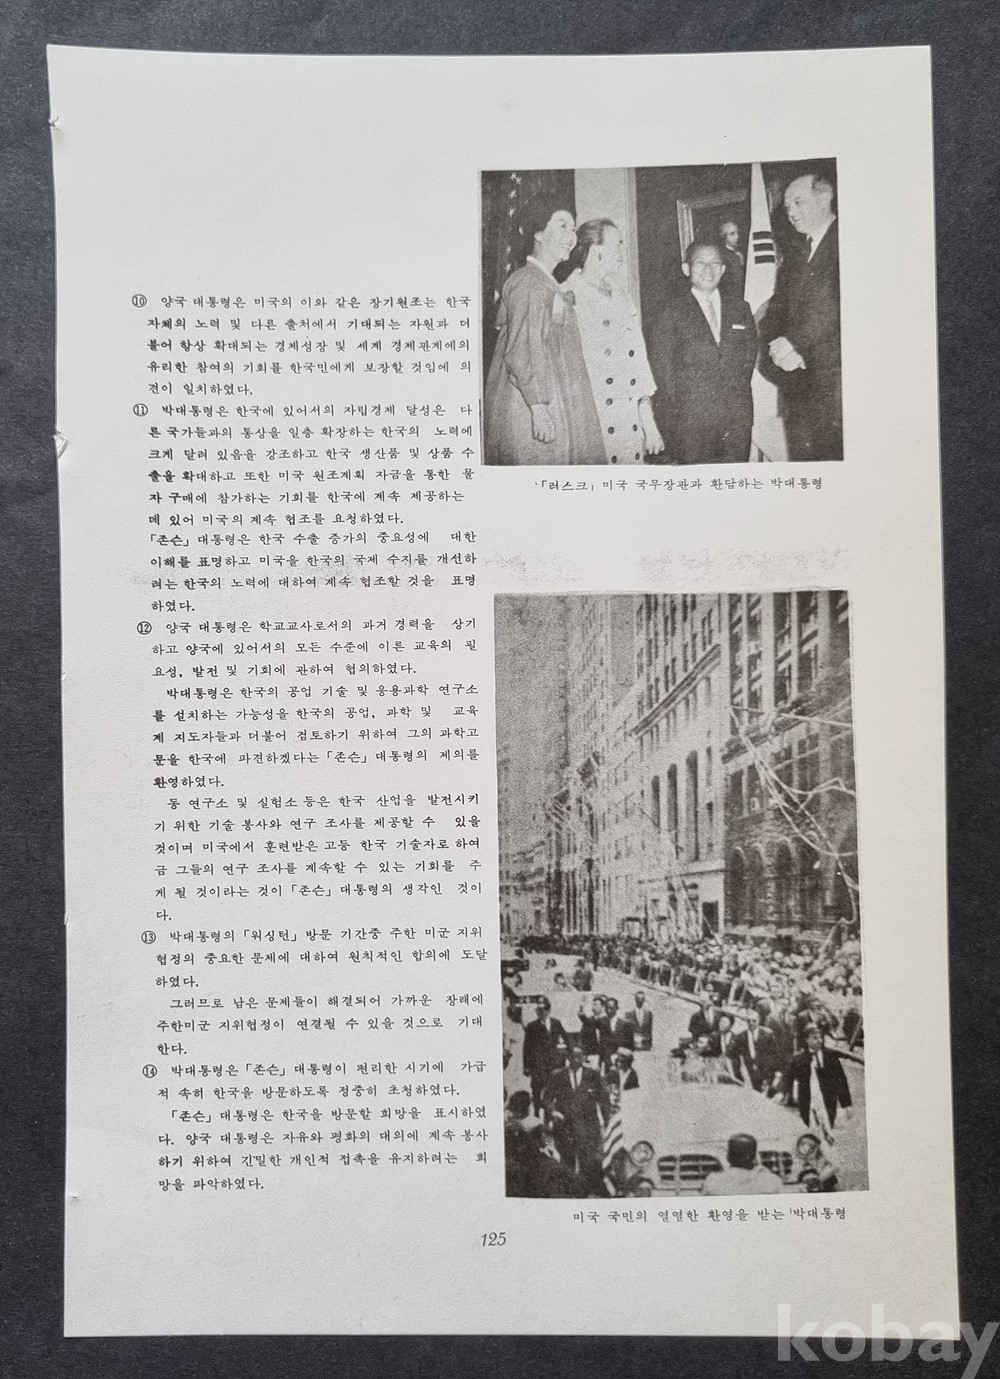 ⑩ 양국 대통령은 미국의 이와 같은 장기원조는 한국
자체의 노력 및 다른 출처에서 기대되는 자원과 더
불어 항상 확대되는 경제성장 및 세계 경제관계에의
유리한 참여의 기회를 한국민에게 보장할 것임에 의
견이 일치하였다.
⑪ 박대통령은 한국에 있어서의 자립경제 달성은 다
른 국가들과의 통상을 일층 확장하는 한국의 노력에
크게 달려 있음을 강조하고 한국 생산품 및 상품 수
출을 확대하고 또한 미국 원조계획 자금을 통한 물
자 구매에 참가하는 기회를 한국에 계속 제공하는
데 있어 미국의 계속 협조를 요청하였다.
「존슨」대통령은 한국 수출 증가의 중요성에 대한
이해를 표명하고 미국을 한국의 국제 수지를 개선하
려는 한국의 노력에 대하여 계속 협조할 것을 표명
하였다.
⑫ 양국 대통령은 학교교사로서의 과거 경력을 상기
하고 양국에 있어서의 모든 수준에 이른 교육의 필
요성, 발전 및 기회에 관하여 협의하였다.
박대통령은 한국의 공업 기술 및 응용과학 연구소
를 설치하는 가능성을 한국의 공업, 과학 및 교육
계 지도자들과 더불어 검토하기 위하여 그의 과학고
문을 한국에 파견하겠다는「존슨」대통령의 제의를
환영하였다.
동 연구소 및 실험소 등은 한국 산업을 발전시키
기 위한 기술 봉사와 연구 조사를 제공할 수 있을
것이며 미국에서 훈련받은 고등 한국 기술자로 하여
금 그들의 연구 조사를 계속할 수 있는 기회를 주
게 될 것이라는 것이「존슨」대통령의 생각인 것이
다.
⑬ 박대통령의「워싱턴」방문 기간중 주한 미군 지위
협정의 중요한 문제에 대하여 원칙적인 합의에 도달
하였다.
그러므로 남은 문제들이 해결되어 가까운 장래에
주한미군 지위협정이 연결될 수 있을 것으로 기대
한다.
⑭ 박대통령은「존슨」대통령이 편리한 시기에 가급
적 속히 한국을 방문하도록 정중히 초청하였다.
「존슨」대통령은 한국을 방문할 희망을 표시하였
다. 양국 대통령은 자유와 평화의 대의에 계속 봉사
하기 위하여 긴밀한 개인적 접촉을 유지하려는 희
망을 파악하였다.
「러스크」미국 국무장관과 환담하는 박대통령
미국 국민의 열열한 환영을 받는 박대통령
125
kobay